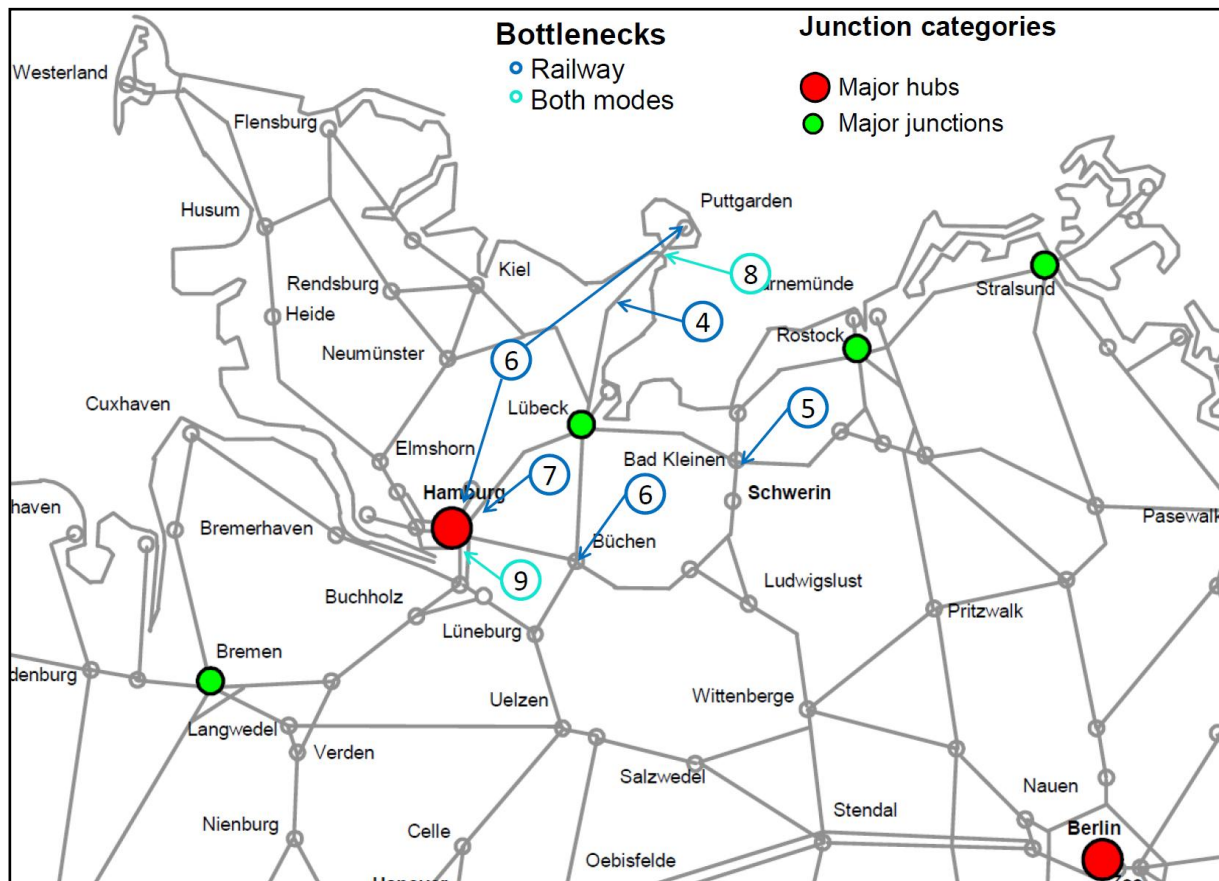 Bottlenecks
Railway
Both modes
Junction categories
Major hubs
Major junctions
Westerland
Flensburg
Puttgarden
Husum
8
Kiel
Rendsburg
arnemünde
Stralsund
Heide
4
Rostock
Neumünster
6
Cuxhaven
Lübeck
5
Elmshorn
Bad Kleinen
Hamburg
7
6
Schwerin
haven
Bremerhaven
Pasewalk
Büchen
9
Ludwigslust
Buchholz
Lüneburg
Pritzwalk
Bremen
denburg
Uelzen
Wittenberge
Langwedel
Verden
Salzwedel
Nauen
Stendal
Nienburg
Celle
Berlin
Oebisfelde